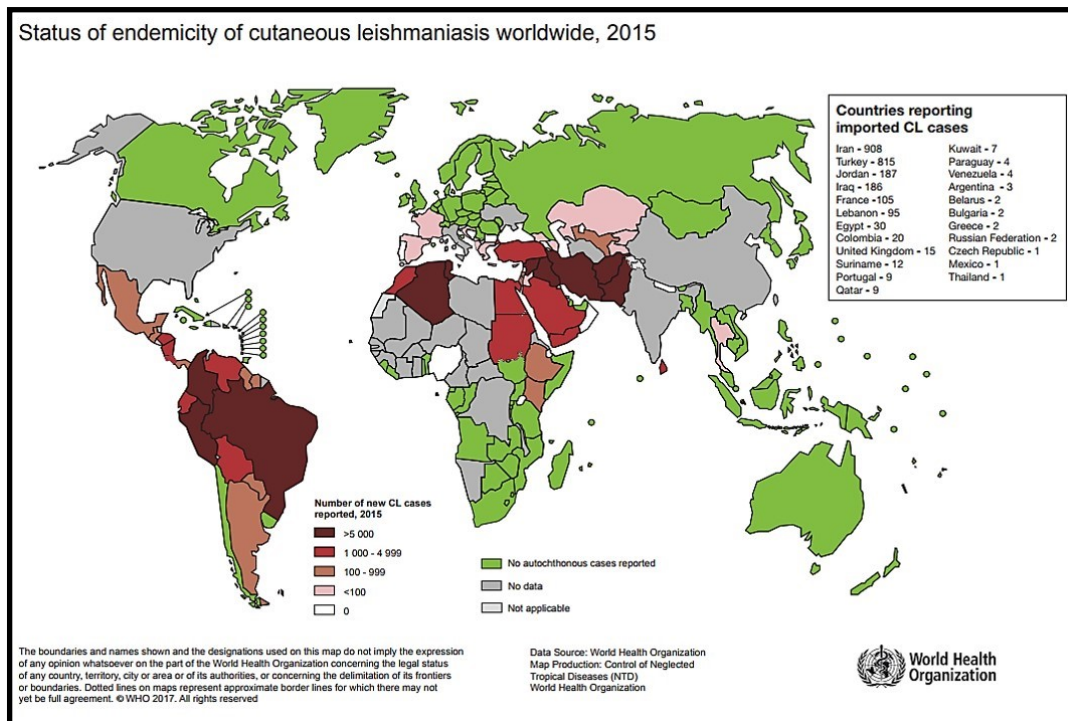 Status of endemicity of cutaneous leishmaniasis worldwide, 2015
Countries reporting
imported CL cases
Iran - 908
Turkey - 815
Jordan - 187
Iraq - 186
France -105
Lebanon - 95
Egypt - 30
Colombia - 20
United Kingdom - 15
Suriname - 12
Portugal - 9
Qatar - 9
Kuwait - 7
Paraguay - 4
Venezuela - 4
Argentina - 3
Belarus - 2
Bulgaria - 2
Greece - 2
Russian Federation - 2
Czech Republic - 1
Mexico - 1
Thailand - 1
Number of new CL cases
reported, 2015
>5 000
1 000 - 4 999
100 - 999
<100
0
No autochthonous cases reported
No data
Not applicable
The boundaries and names shown and the designations used on this map do not imply the expression
of any opinion whatsoever on the part of the World Health Organization concerning the legal status
of any country, territory, city or area or of its authorities, or concerning the delimitation of its frontiers
or boundaries. Dotted lines on maps represent approximate border lines for which there may not
yet be full agreement. © WHO 2017. All rights reserved
Data Source: World Health Organization
Map Production: Control of Neglected
Tropical Diseases (NTD)
World Health Organization
World Health
Organization